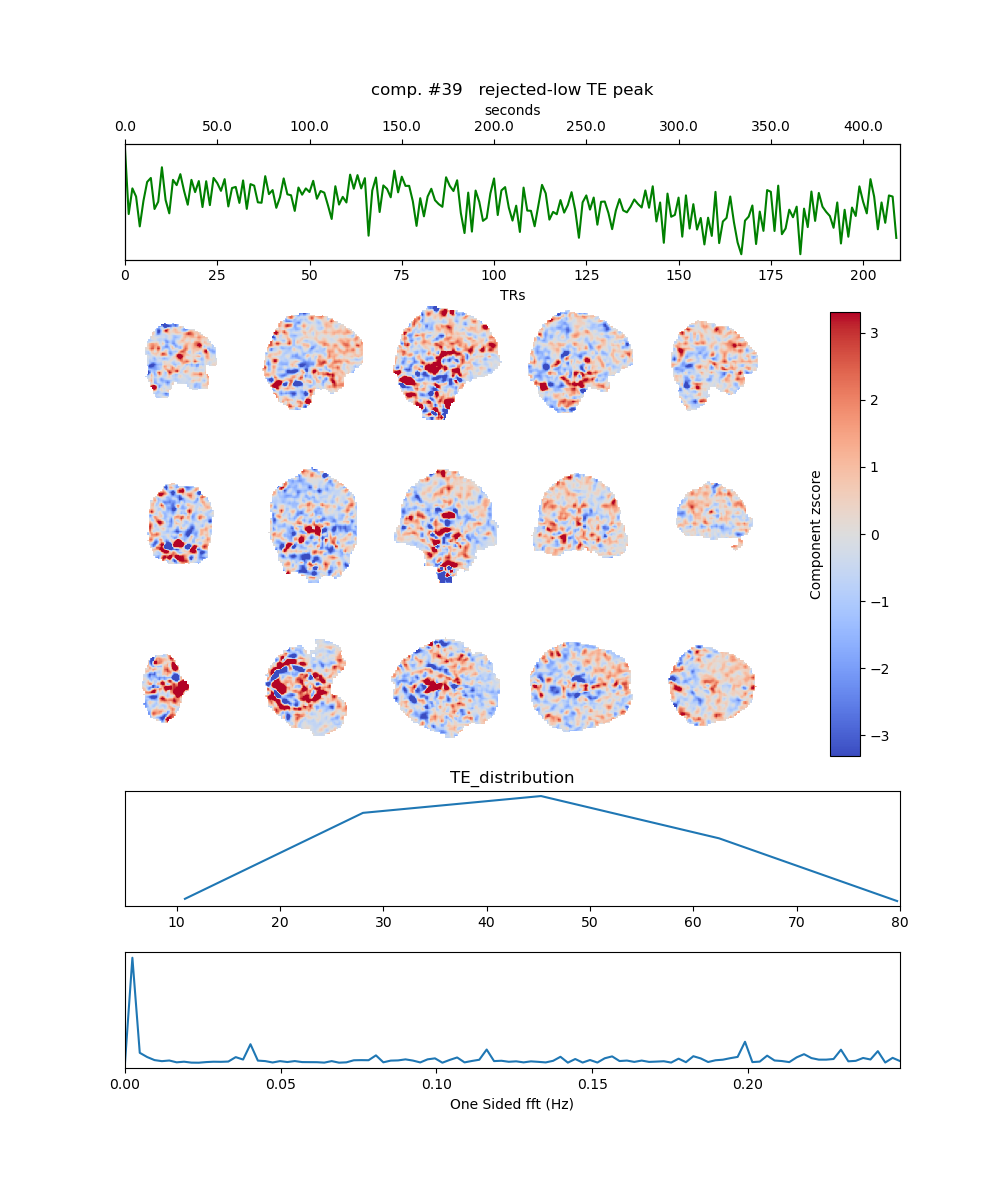 comp. #39   rejected-low TE peak
seconds
0.0 50.0 100.0 150.0 200.0 250.0 300.0 350.0 400.0
0 25 50 75 100 125 150 175 200
TRs
3
2
1
0
−1
−2
−3
Component zscore
TE_distribution
10 20 30 40 50 60 70 80
0.00 0.05 0.10 0.15 0.20
One Sided fft (Hz)